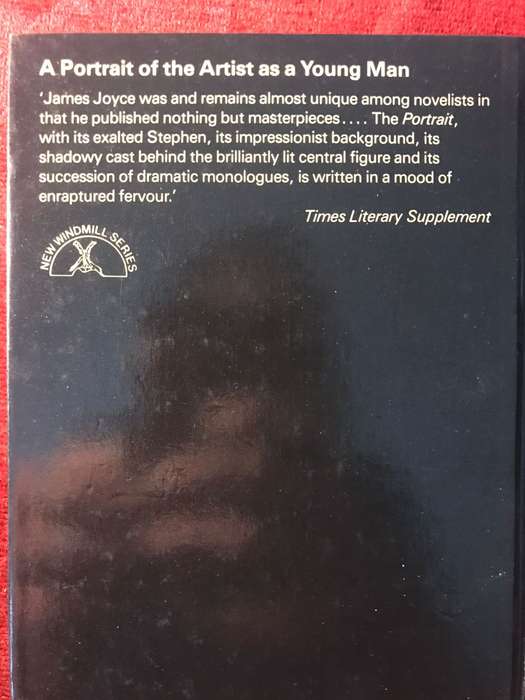 A Portrait of the Artist as a Young Man
‘James Joyce was and remains almost unique among novelists in
that he published nothing but masterpieces.... The Portrait,
with its exalted Stephen, its impressionist background, its
shadowy cast behind the brilliantly lit central figure and its
succession of dramatic monologues, is written in a mood of
enraptured fervour.’
Times Literary Supplement
NEW WINDMILL SERIES